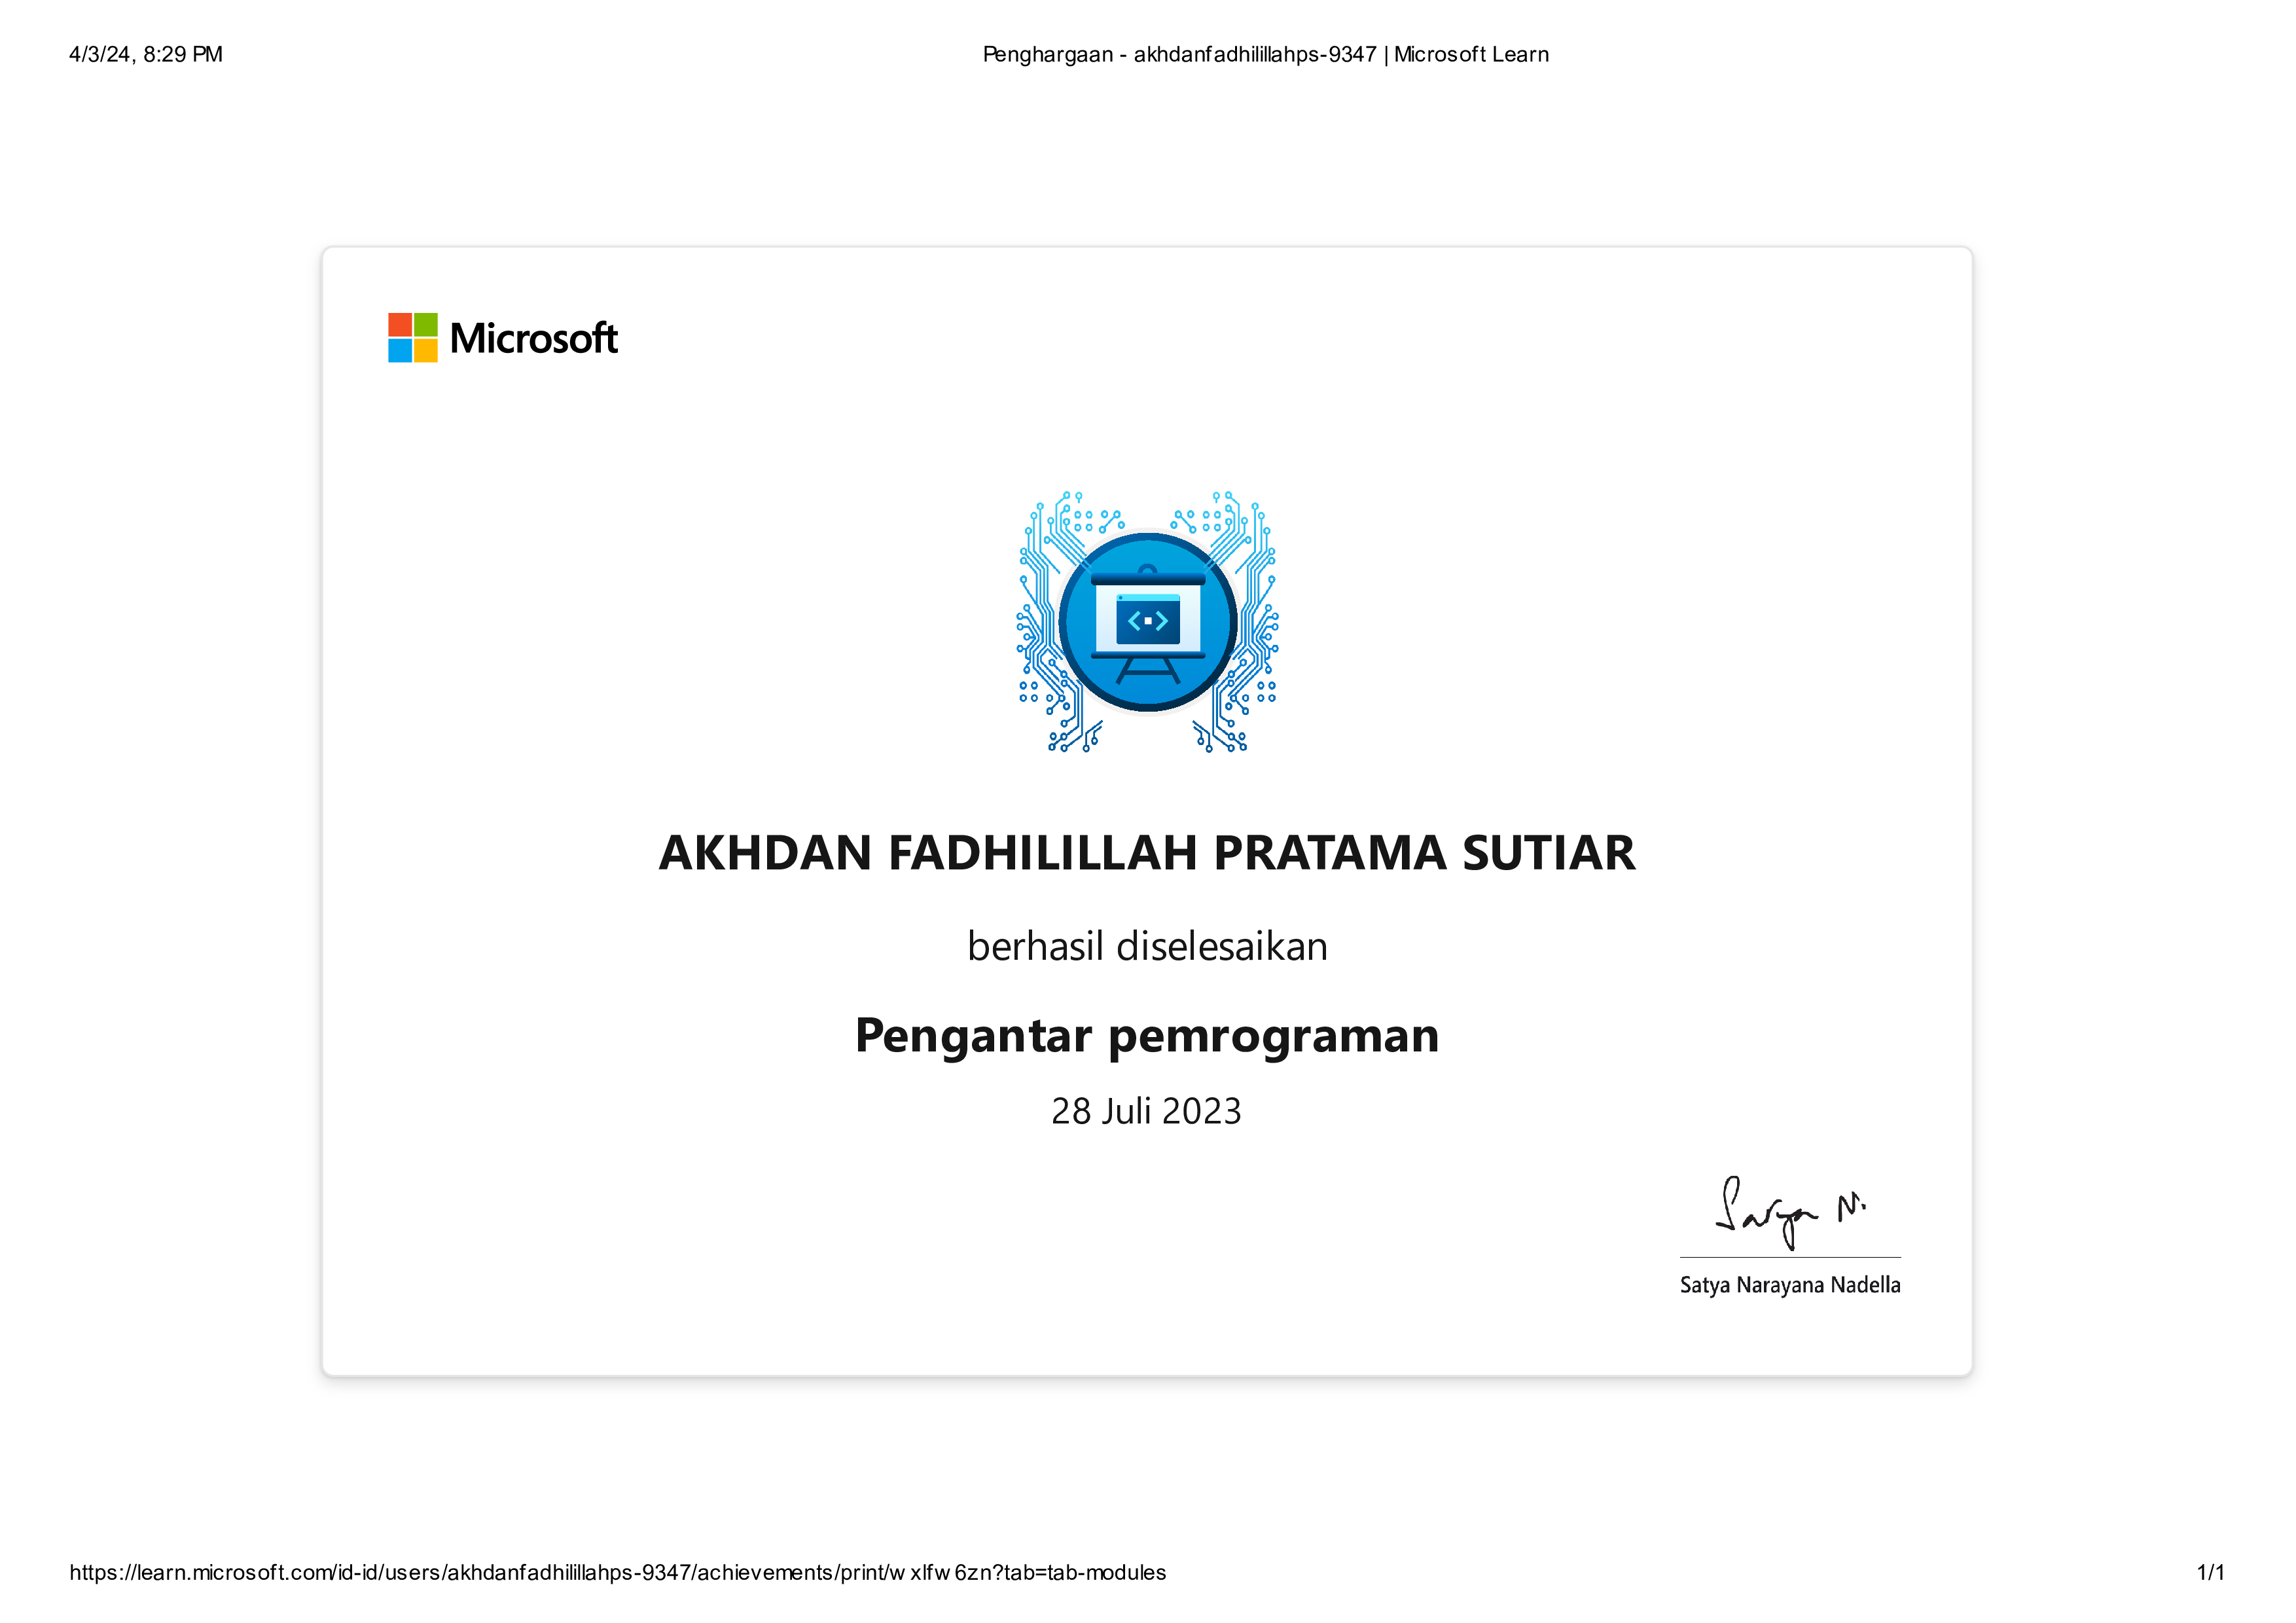 4/3/24, 8:29 PM
Penghargaan - akhdanfadhilillahps-9347 | Microsoft Learn
Microsoft
AKHDAN FADHILILLAH PRATAMA SUTIAR
berhasil diselesaikan
Pengantar pemrograman
28 Juli 2023
Satya N.
Satya Narayana Nadella
https://learn.microsoft.com/id-id/users/akhdanfadhilillahps-9347/achievements/print/wxlfw6zn?tab=tab-modules
1/1